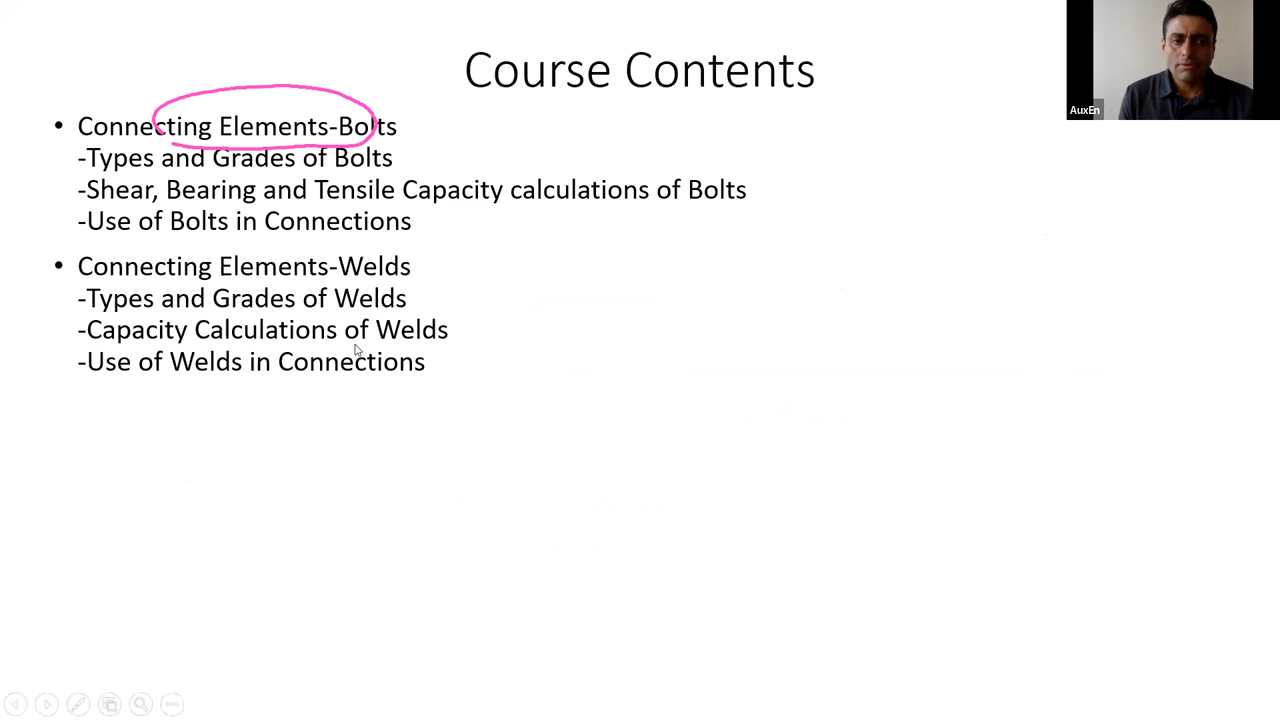 Course Contents
AuxEn
• Connecting Elements-Bolts
-Types and Grades of Bolts
-Shear, Bearing and Tensile Capacity calculations of Bolts
-Use of Bolts in Connections
• Connecting Elements-Welds
-Types and Grades of Welds
-Capacity Calculations of Welds
-Use of Welds in Connections